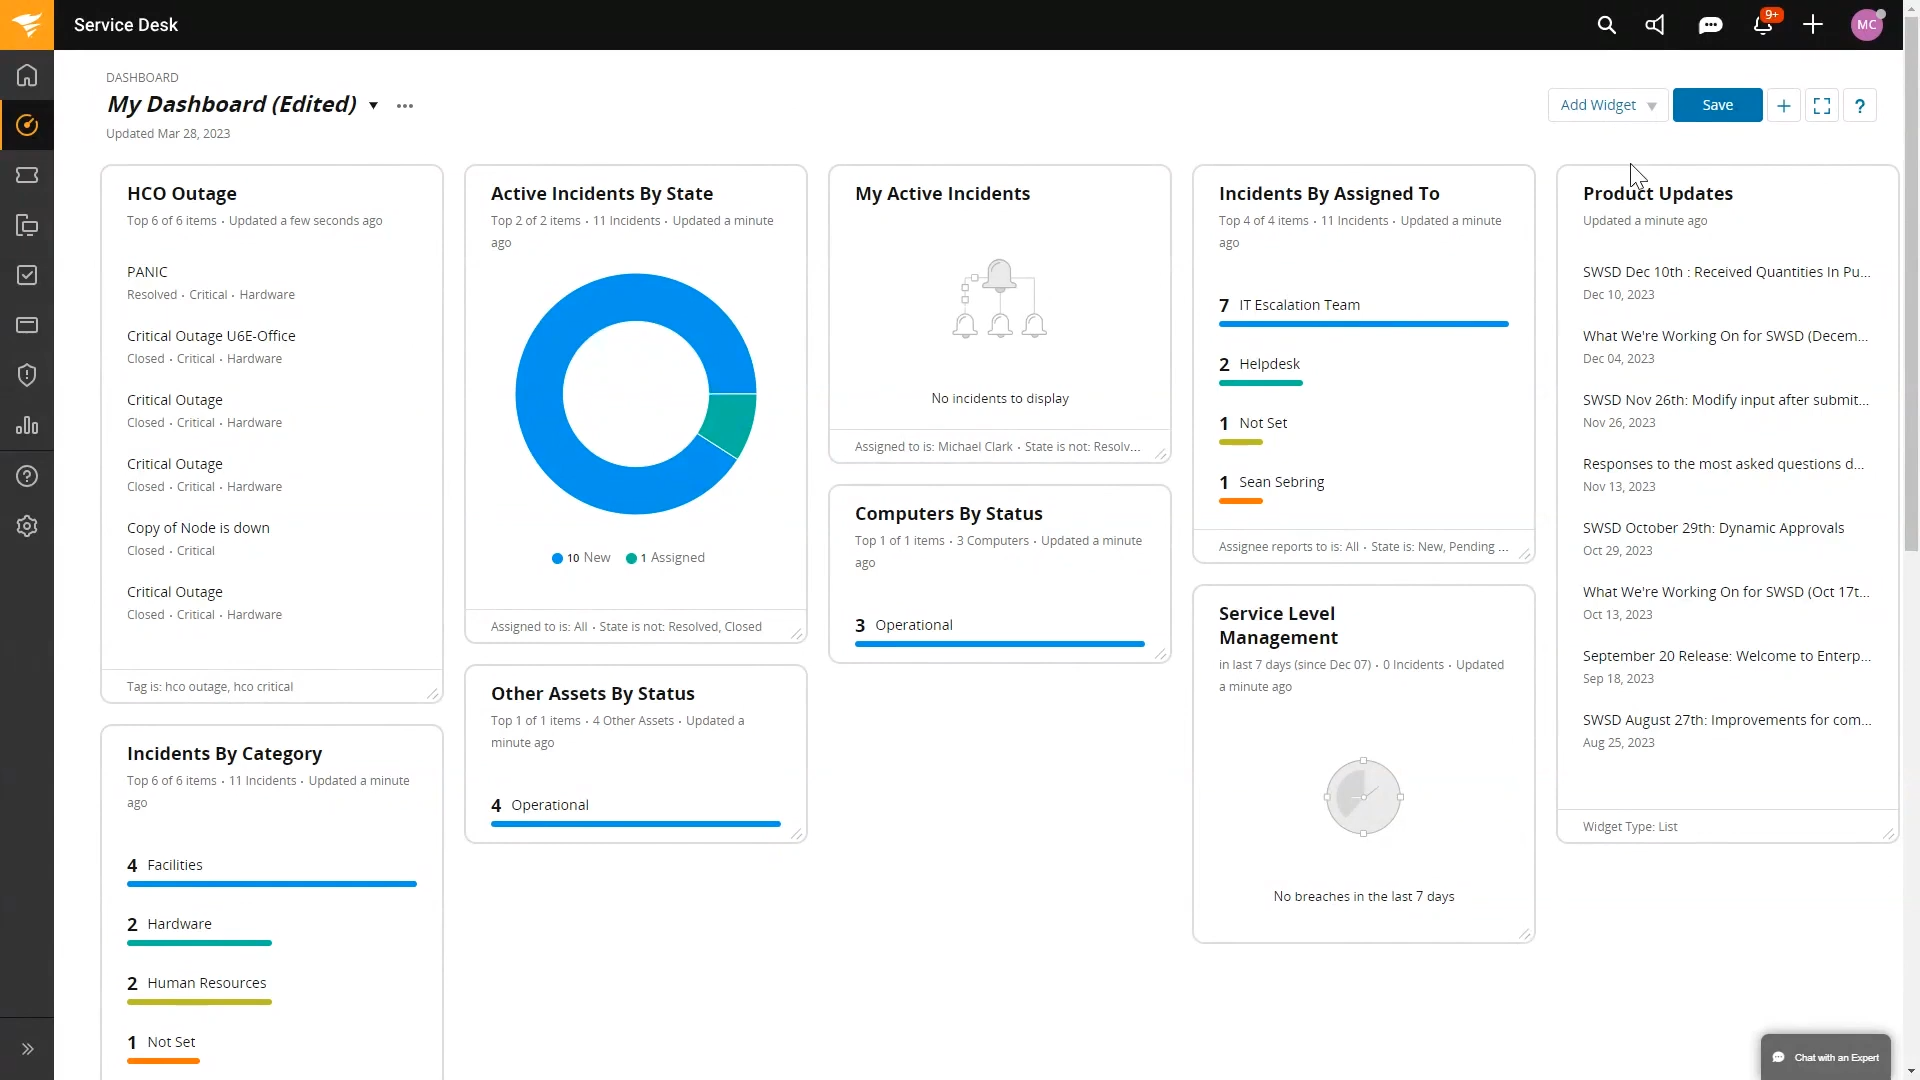 Service Desk
9+
MC
DASHBOARD
My Dashboard (Edited)
Updated Mar 28, 2023
Add Widget
Save
?
HCO Outage
Top 6 of 6 items • Updated a few seconds ago
PANIC
Resolved • Critical • Hardware
Critical Outage U6E-Office
Closed • Critical • Hardware
Critical Outage
Closed • Critical • Hardware
Critical Outage
Closed • Critical • Hardware
Copy of Node is down
Closed • Critical
Critical Outage
Closed • Critical • Hardware
Tag is: hco outage, hco critical
Incidents By Category
Top 6 of 6 items • 11 Incidents • Updated a minute
ago
4 Facilities
2 Hardware
2 Human Resources
1 Not Set
Active Incidents By State
Top 2 of 2 items • 11 Incidents • Updated a minute
ago
10 New
1 Assigned
Assigned to is: All • State is not: Resolved, Closed
Other Assets By Status
Top 1 of 1 items • 4 Other Assets • Updated a
minute ago
4 Operational
My Active Incidents
No incidents to display
Assigned to is: Michael Clark • State is not: Resolv...
Computers By Status
Top 1 of 1 items • 3 Computers • Updated a minute
ago
3 Operational
Incidents By Assigned To
Top 4 of 4 items • 11 Incidents • Updated a minute
ago
7 IT Escalation Team
2 Helpdesk
1 Not Set
1 Sean Sebring
Assignee reports to is: All • State is: New, Pending ...
Service Level
Management
in last 7 days (since Dec 07) • 0 Incidents • Updated
a minute ago
No breaches in the last 7 days
Product Updates
Updated a minute ago
SWSD Dec 10th : Received Quantities In Pu...
Dec 10, 2023
What We're Working On for SWSD (Decem...
Dec 04, 2023
SWSD Nov 26th: Modify input after submit...
Nov 26, 2023
Responses to the most asked questions d...
Nov 13, 2023
SWSD October 29th: Dynamic Approvals
Oct 29, 2023
What We're Working On for SWSD (Oct 17t...
Oct 13, 2023
September 20 Release: Welcome to Enterp...
Sep 18, 2023
SWSD August 27th: Improvements for com...
Aug 25, 2023
Widget Type: List
Chat with an Expert